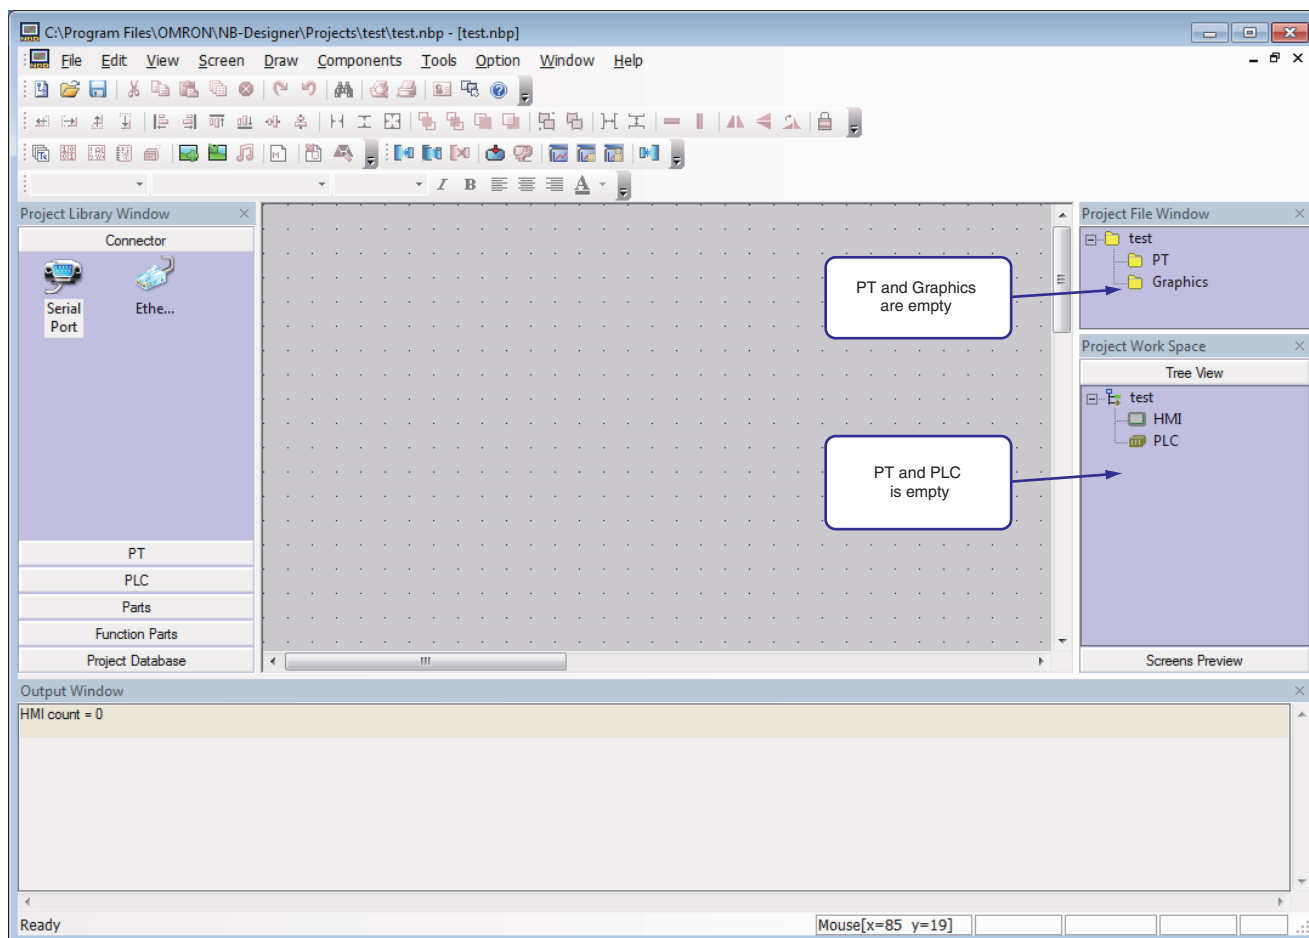 C:\Program Files\OMRON\NB-Designer\Projects\test\test.nbp - [test.nbp]
File Edit View Screen Draw Components Tools Option Window Help
Project Library Window
Connector
Serial Port
Ethe...
PT
PLC
Parts
Function Parts
Project Database
PT and Graphics
are empty
PT and PLC
is empty
Project File Window
test
PT
Graphics
Project Work Space
Tree View
test
HMI
PLC
Screens Preview
Output Window
HMI count = 0
Ready
Mouse[x=85 y=19]